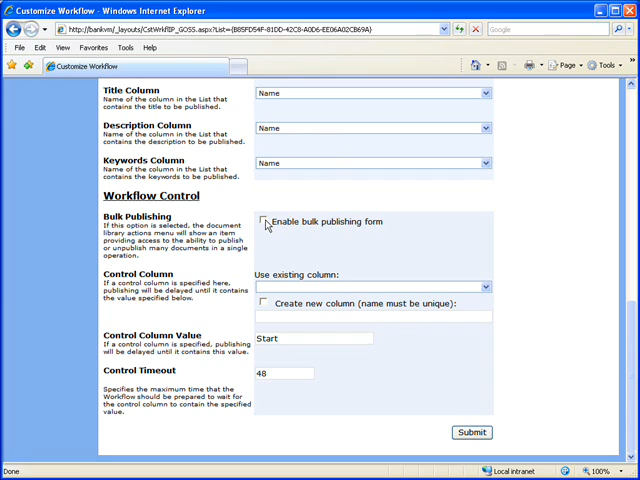 Customize Workflow - Windows Internet Explorer
http://bankvm/_layouts/CstWrkflIP_GOSS.aspx?List={B85FD54F-81DD-42C8-A0D6-EE06A02CB69A}
Google
File Edit View Favorites Tools Help
Customize Workflow
Page Tools
Title Column
Name of the column in the List that
contains the title to be published.
Name
Description Column
Name of the column in the List that
contains the description to be published.
Name
Keywords Column
Name of the column in the List that
contains the keywords to be published.
Name
Workflow Control
Bulk Publishing
If this option is selected, the document
library actions menu will show an item
providing access to the ability to publish
or unpublish many documents in a single
operation.
Enable bulk publishing form
Control Column
If a control column is specified here,
publishing will be delayed until it contains
the value specified below.
Use existing column:
Create new column (name must be unique):
Control Column Value
If a control column is specified, publishing
will be delayed until it contains this value.
Start
Control Timeout
Specifies the maximum time that the
Workflow should be prepared to wait for
the control column to contain the specified
value.
48
Submit
Done
Local intranet
100%